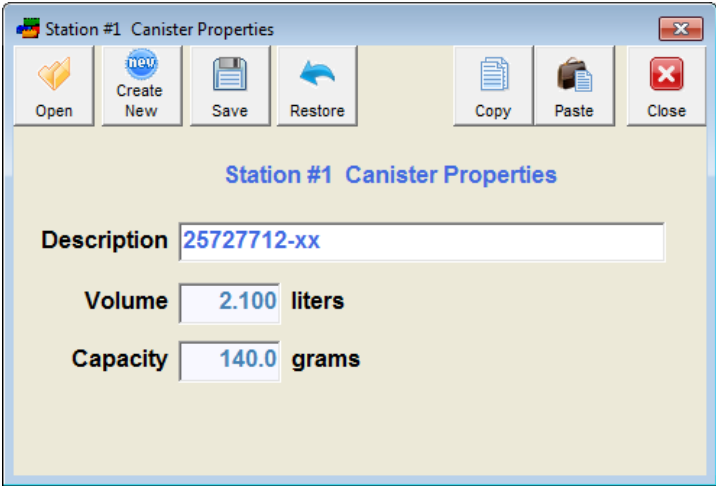 Station #1 Canister Properties
Open
new
Create New
Save
Restore
Copy
Paste
Close
Station #1 Canister Properties
Description 25727712-xx
Volume 2.100 liters
Capacity 140.0 grams